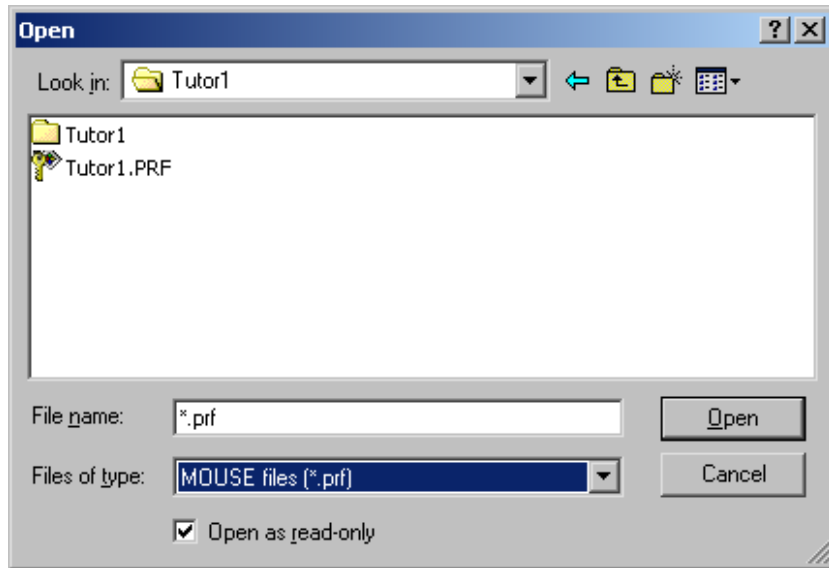 Open
Look in: Tutor1
Tutor1
Tutor1.PRF
File name: *.prf Open
Files of type: MOUSE files (*.prf) Cancel
Open as read-only